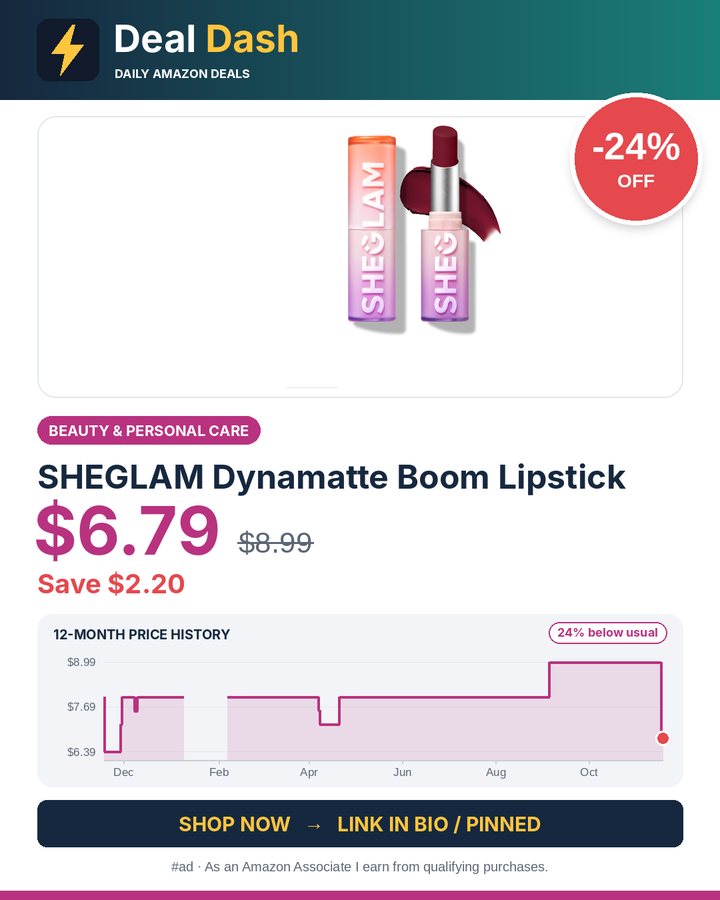 Deal Dash
DAILY AMAZON DEALS
-24%
OFF
SHEGLAM
SHEG
BEAUTY & PERSONAL CARE
SHEGLAM Dynamatte Boom Lipstick
$6.79 $8.99
Save $2.20
12-MONTH PRICE HISTORY
24% below usual
$8.99
$7.69
$6.39
Dec Feb Apr Jun Aug Oct
SHOP NOW → LINK IN BIO / PINNED
#ad · As an Amazon Associate I earn from qualifying purchases.